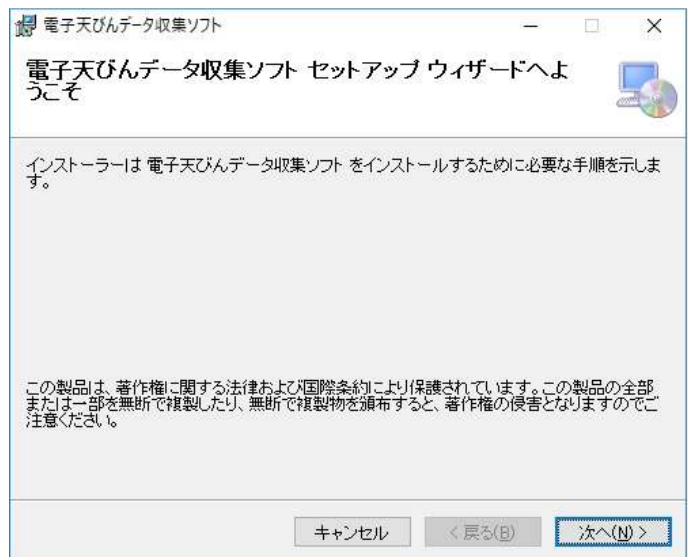 電子天びんデータ収集ソフト
電子天びんデータ収集ソフト セットアップ ウィザードへよ
うこそ
インストーラーは 電子天びんデータ収集ソフト をインストールするために必要な手順を示しま
す。
この製品は、著作権に関する法律および国際条約により保護されています。この製品の全部
または一部を無断で複製したり、無断で複製物を頒布すると、著作権の侵害となりますのでご
注意ください。
キャンセル < 戻る(B) 次へ(N) >